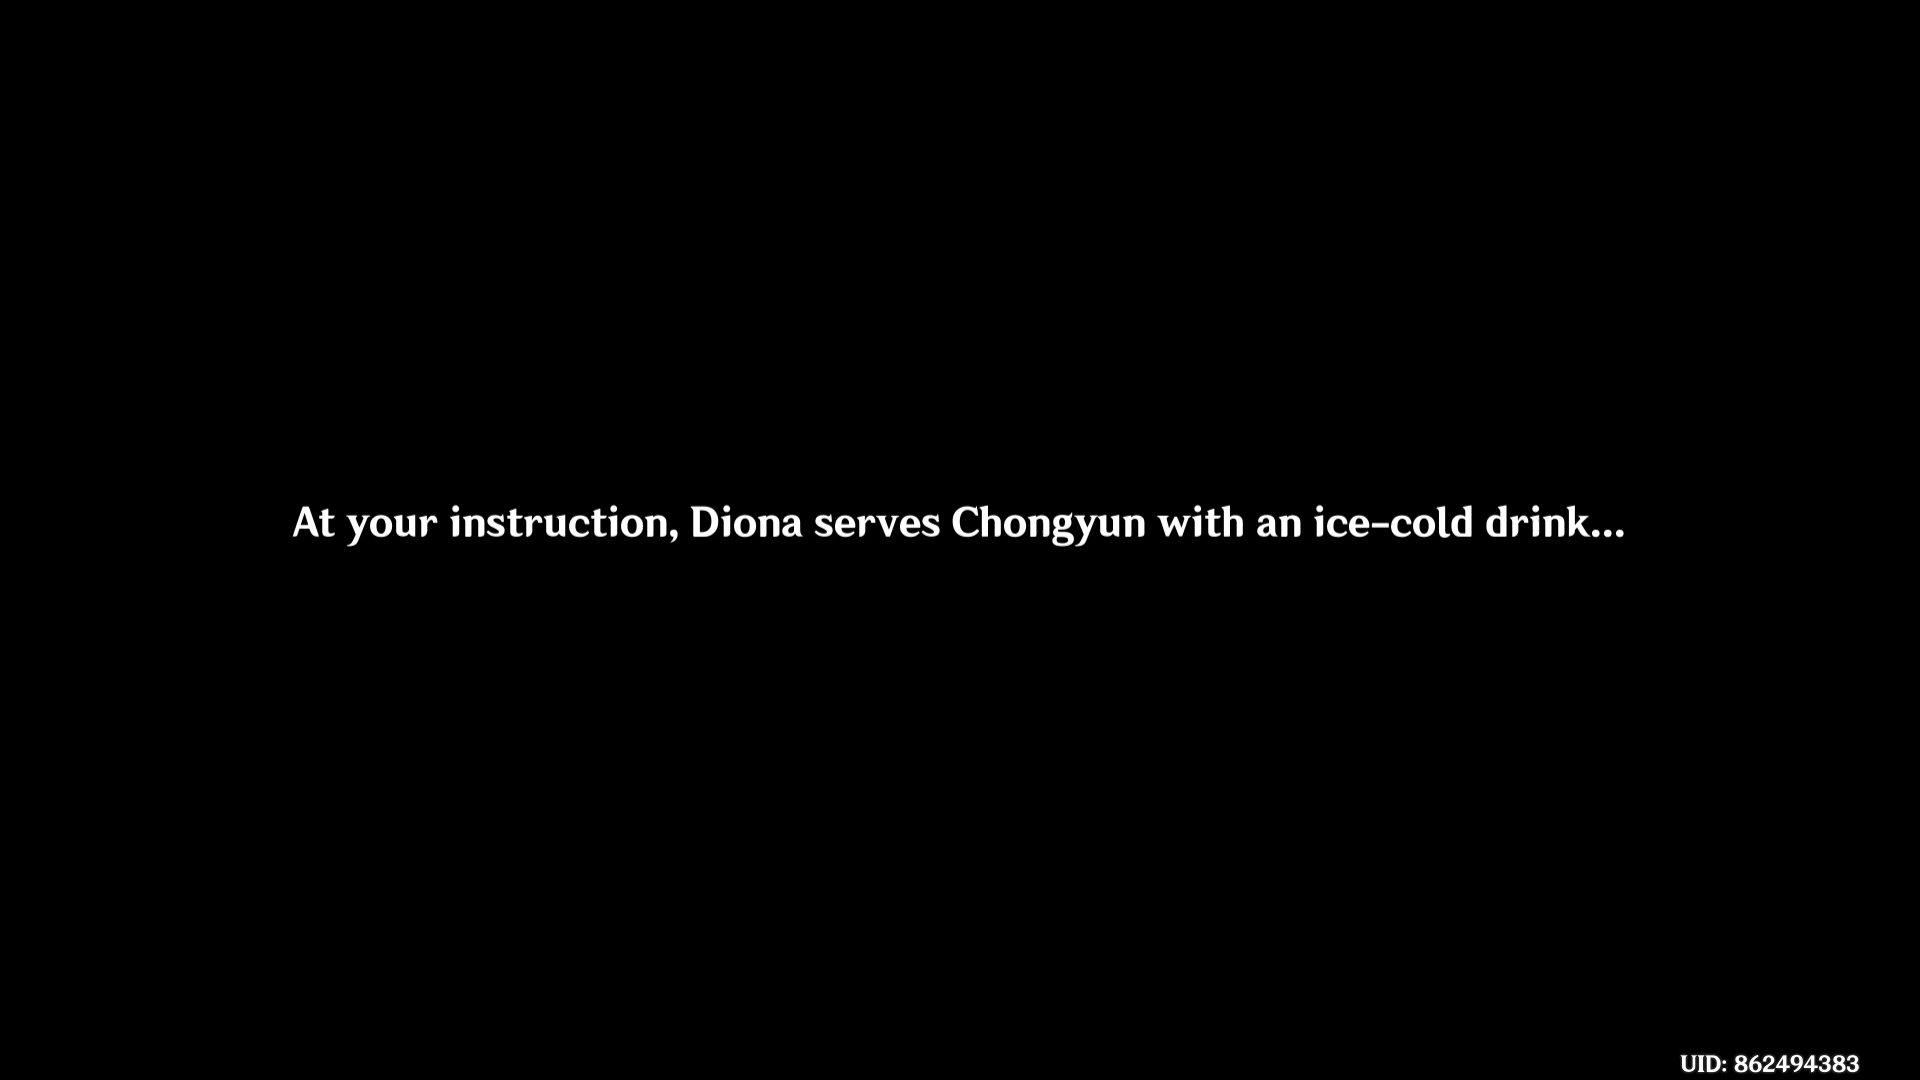 At your instruction, Diona serves Chongyun with an ice-cold drink...
UID: 862494383